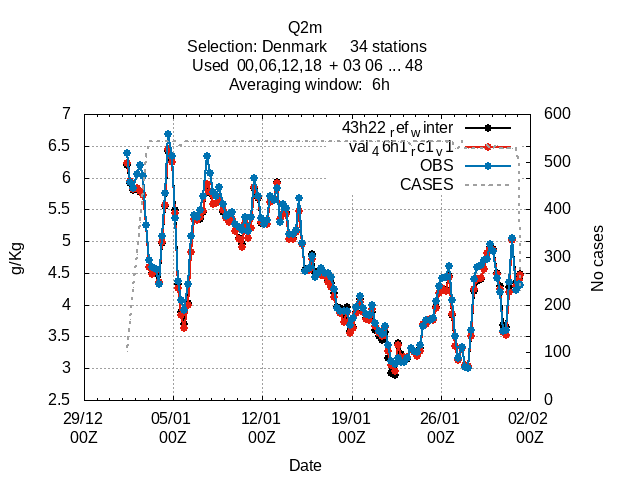 Q2m
Selection: Denmark 34 stations
Used 00,06,12,18 + 03 06 ... 48
Averaging window: 6h
43h22_ref_winter
val_46h1_rc1_v1
OBS
CASES
g/Kg
7
6.5
6
5.5
5
4.5
4
3.5
3
2.5
600
500
400
300
200
100
0
No cases
29/12 05/01 12/01 19/01 26/01 02/02
00Z 00Z 00Z 00Z 00Z 00Z
Date